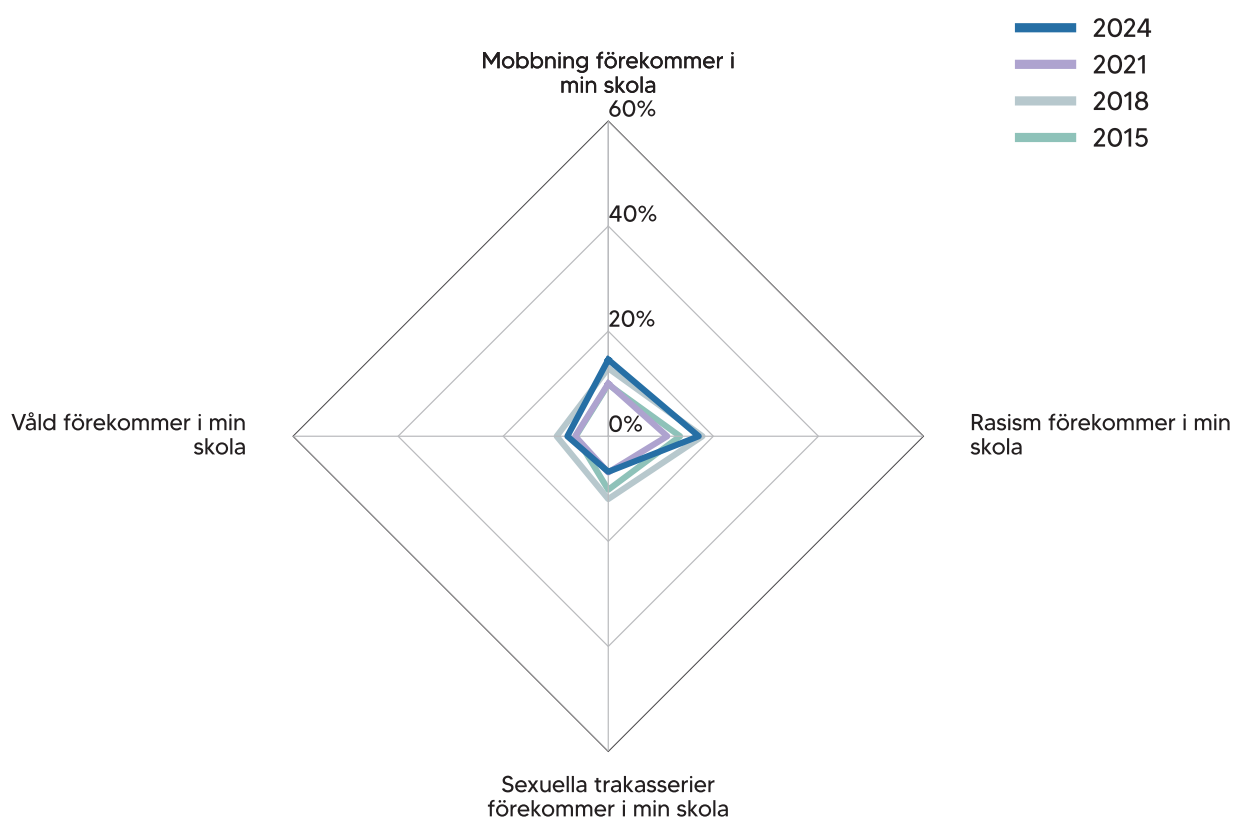 2024
2021
2018
2015
Mobbning förekommer i
min skola
60%
40%
20%
0%
Våld förekommer i min
skola
Rasism förekommer i min
skola
Sexuella trakasserier
förekommer i min skola